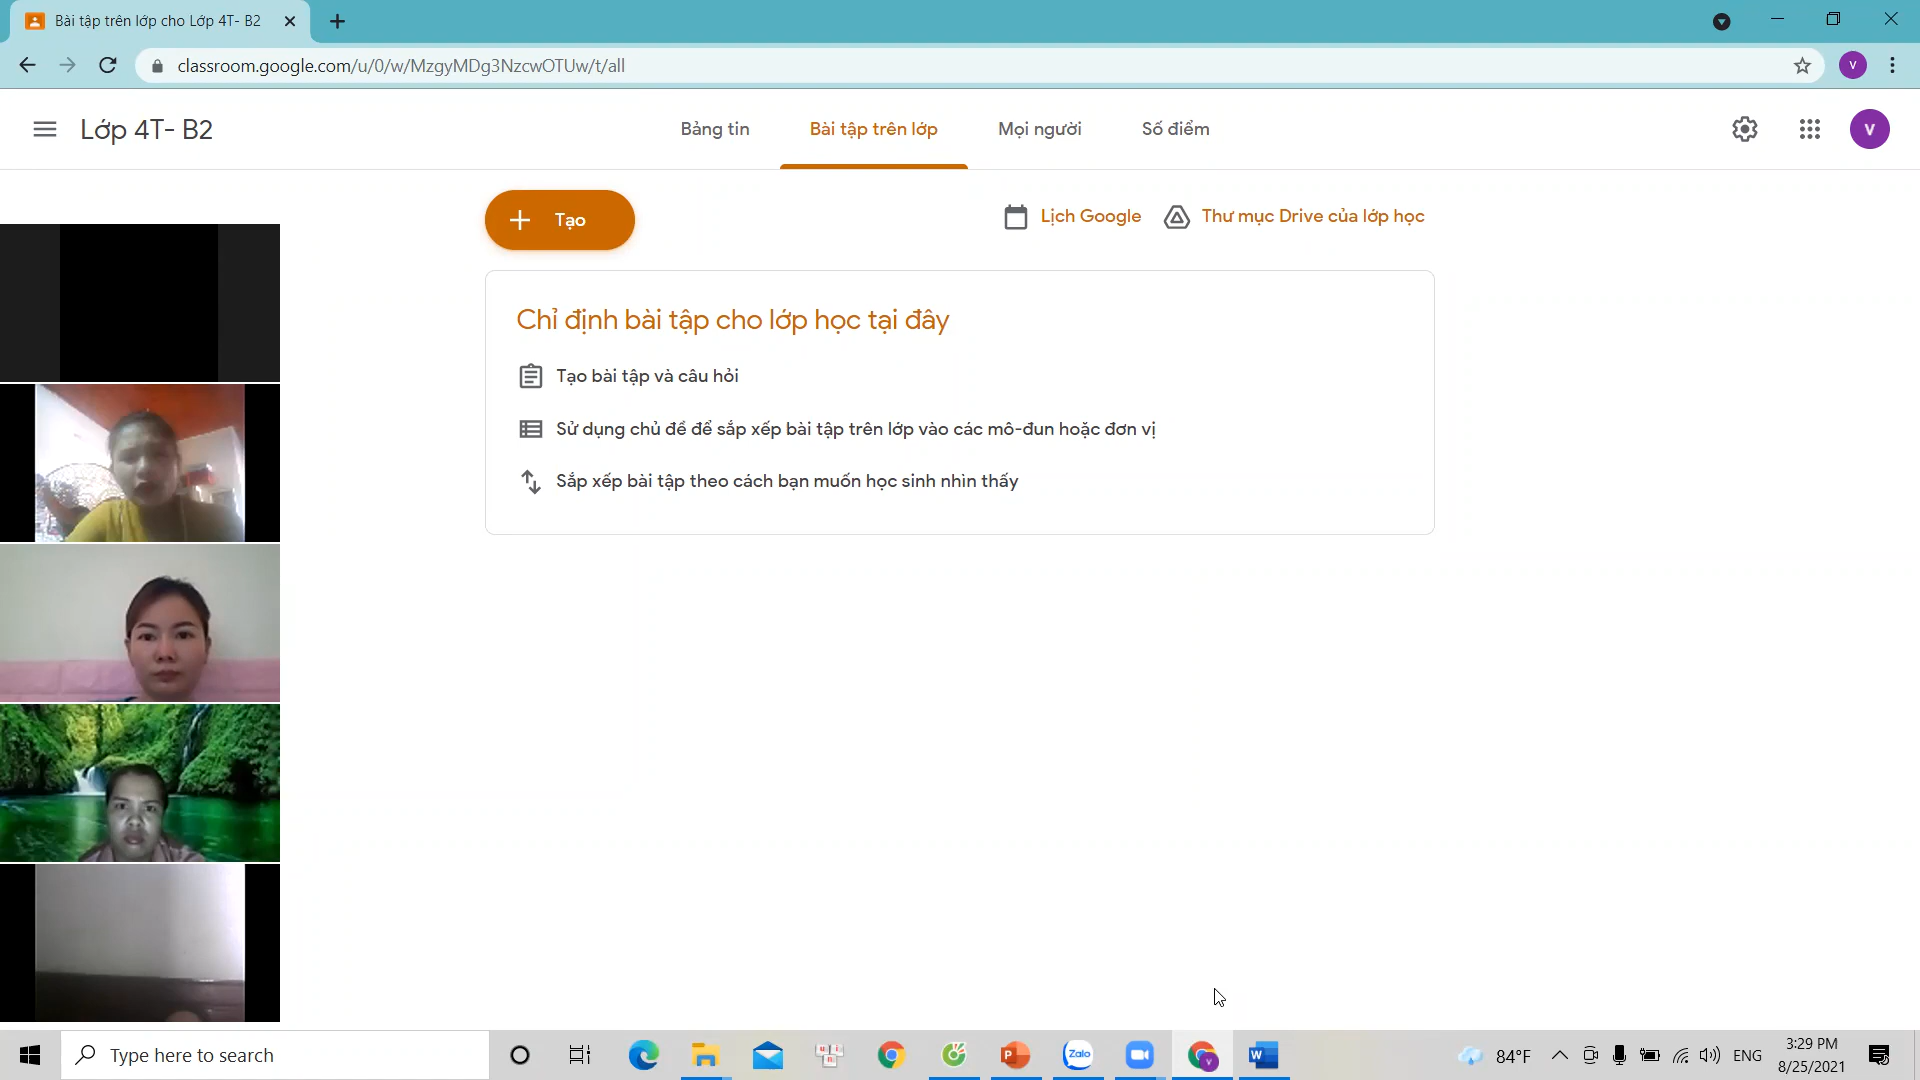 Bài tập trên lớp cho Lớp 4T- B2
classroom.google.com/u/0/w/MzgyMDg3NzcwOTUw/t/all
V
Lớp 4T- B2
Bảng tin
Bài tập trên lớp
Mọi người
Số điểm
V
Tạo
Lịch Google
Thư mục Drive của lớp học
Chỉ định bài tập cho lớp học tại đây
Tạo bài tập và câu hỏi
Sử dụng chủ đề để sắp xếp bài tập trên lớp vào các mô-đun hoặc đơn vị
Sắp xếp bài tập theo cách bạn muốn học sinh nhìn thấy
Type here to search
Zalo
84°F
ENG
3:29 PM
8/25/2021